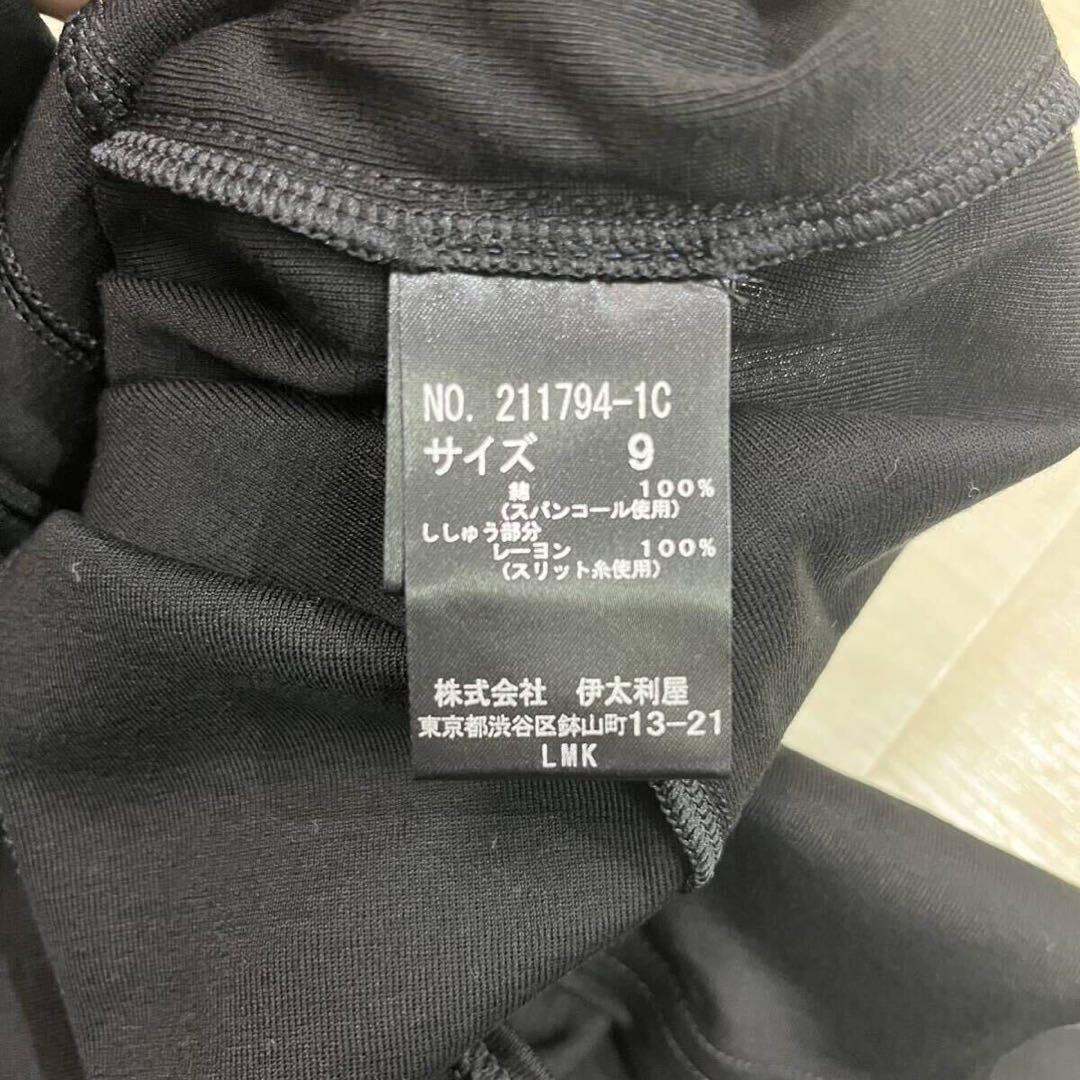 NO. 211794-1C
サイズ 9
綿 100%
(スパンコール使用)
ししゅう部分
レーヨン 100%
(スリット糸使用)
株式会社 伊太利屋
東京都渋谷区鉢山町13-21
LMK